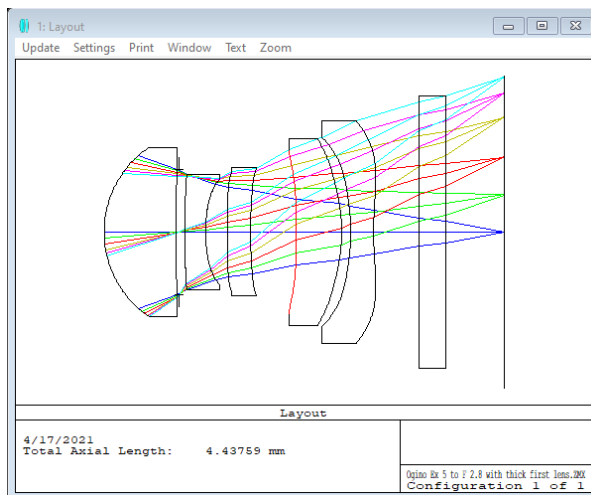 1: Layout
Update Settings Print Window Text Zoom
Layout
4/17/2021
Total Axial Length: 4.43759 mm
Ogino Ex 5 to F 2.8 with thick first lens.ZMX
Configuration 1 of 1